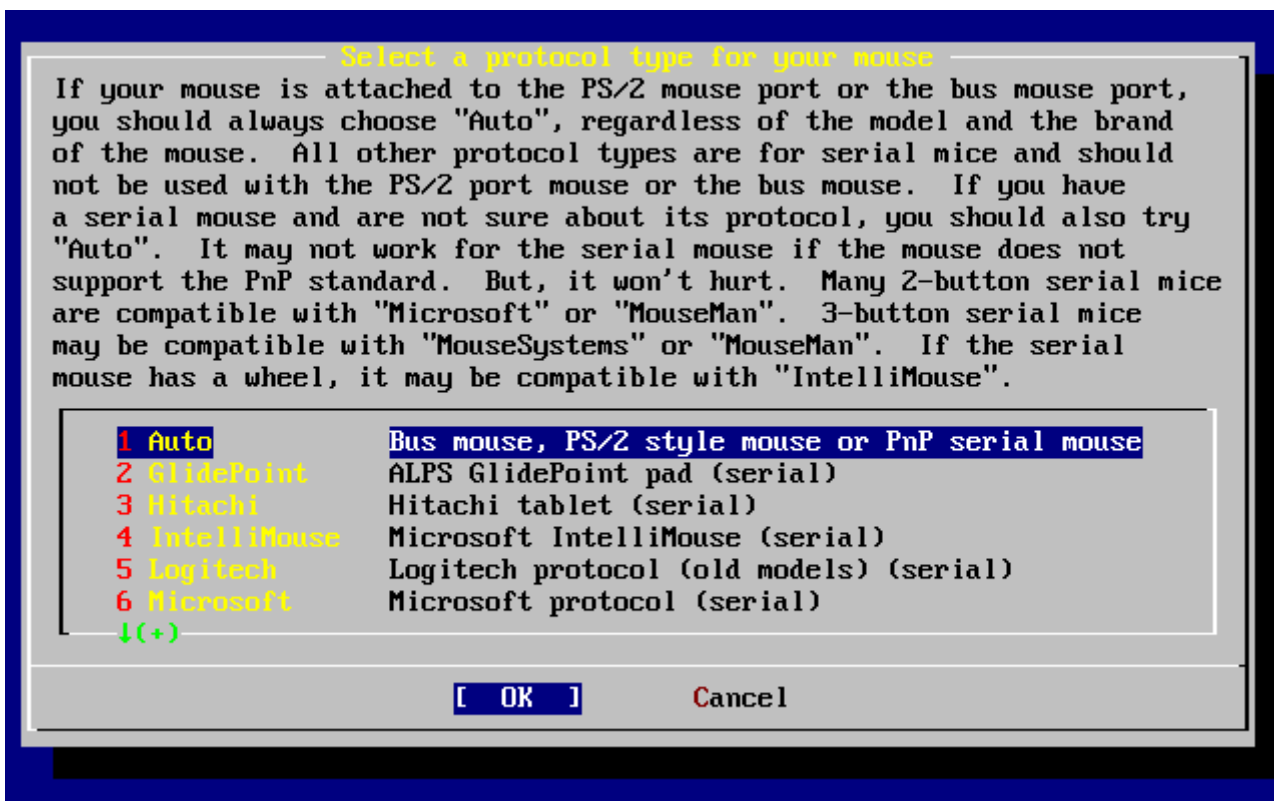 Select a protocol type for your mouse
If your mouse is attached to the PS/2 mouse port or the bus mouse port,
you should always choose "Auto", regardless of the model and the brand
of the mouse.  All other protocol types are for serial mice and should
not be used with the PS/2 port mouse or the bus mouse.  If you have
a serial mouse and are not sure about its protocol, you should also try
"Auto".  It may not work for the serial mouse if the mouse does not
support the PnP standard.  But, it won't hurt.  Many 2-button serial mice
are compatible with "Microsoft" or "MouseMan".  3-button serial mice
may be compatible with "MouseSystems" or "MouseMan".  If the serial
mouse has a wheel, it may be compatible with "IntelliMouse".
1 Auto Bus mouse, PS/2 style mouse or PnP serial mouse
2 GlidePoint ALPS GlidePoint pad (serial)
3 Hitachi Hitachi tablet (serial)
4 IntelliMouse Microsoft IntelliMouse (serial)
5 Logitech Logitech protocol (old models) (serial)
6 Microsoft Microsoft protocol (serial)
↓(+)
[  OK  ] Cancel